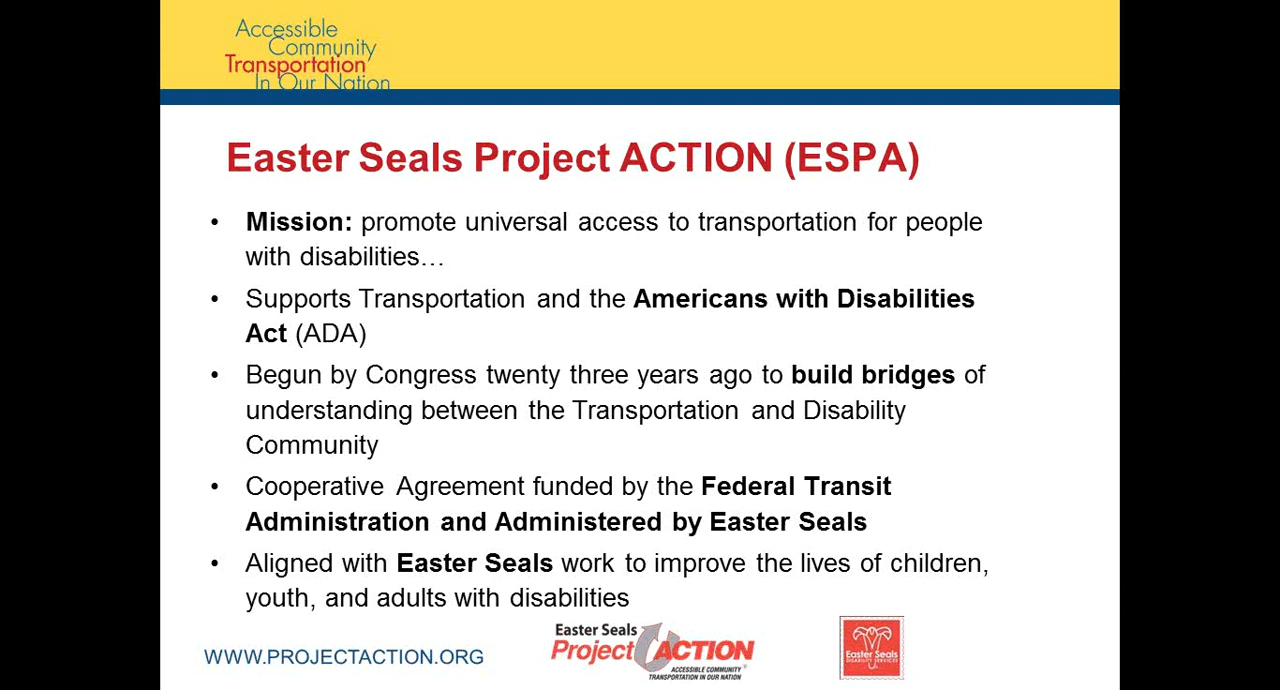 Accessible
Community
Transportation
In Our Nation
Easter Seals Project ACTION (ESPA)
• Mission: promote universal access to transportation for people
with disabilities…
• Supports Transportation and the Americans with Disabilities
Act (ADA)
• Begun by Congress twenty three years ago to build bridges of
understanding between the Transportation and Disability
Community
• Cooperative Agreement funded by the Federal Transit
Administration and Administered by Easter Seals
• Aligned with Easter Seals work to improve the lives of children,
youth, and adults with disabilities
WWW.PROJECTACTION.ORG
Easter Seals
Project ACTION
ACCESSIBLE COMMUNITY
TRANSPORTATION IN OUR NATION
Easter Seals
DISABILITY SERVICES